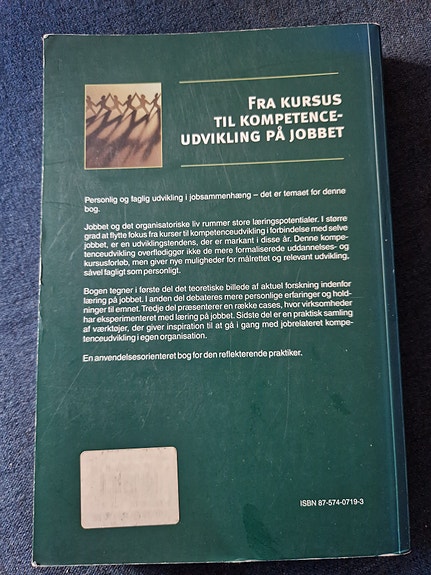 FRA KURSUS
TIL KOMPETENCE-
UDVIKLING PÅ JOBBET
Personlig og faglig udvikling i jobsammenhæng – det er temaet for denne
bog.
Jobbet og det organisatoriske liv rummer store læringspotentialer. I større
grad at flytte fokus fra kurser til kompetenceudvikling i forbindelse med selve
jobbet, er en udviklingstendens, der er markant i disse år. Denne kompe-
tenceudvikling overflødiggør ikke de mere formaliserede uddannelses- og
kursusforløb, men giver nye muligheder for målrettet og relevant udvikling,
såvel fagligt som personligt.
Bogen tegner i første del det teoretiske billede af aktuel forskning indenfor
læring på jobbet. I anden del debateres mere personlige erfaringer og hold-
ninger til emnet. Tredje del præsenterer en række cases, hvor virksomheder
har eksperimenteret med læring på jobbet. Sidste del er en praktisk samling
af værktøjer, der giver inspiration til at gå i gang med jobrelateret kompe-
tenceudvikling i egen organisation.
En anvendelsesorienteret bog for den reflekterende praktiker.
ISBN 87-574-0719-3